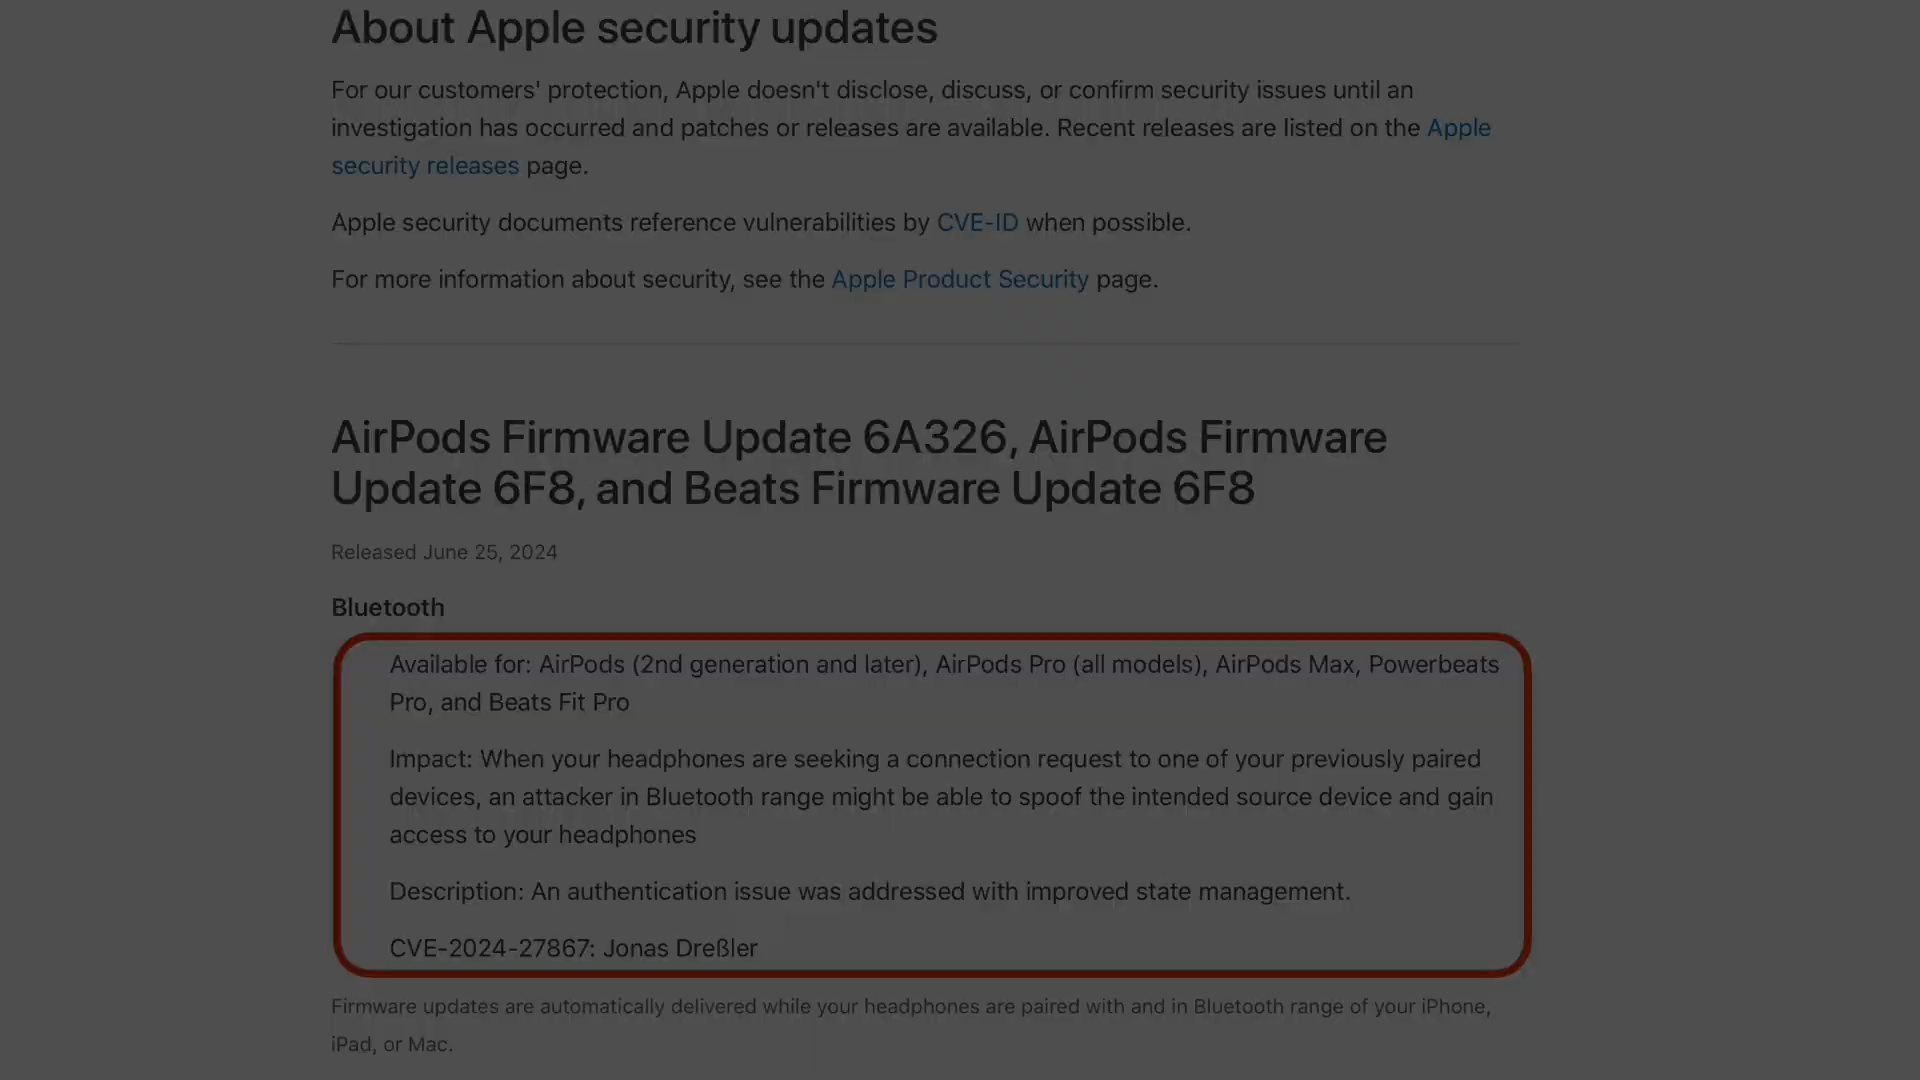 About Apple security updates
For our customers' protection, Apple doesn't disclose, discuss, or confirm security issues until an
investigation has occurred and patches or releases are available. Recent releases are listed on the Apple
security releases page.
Apple security documents reference vulnerabilities by CVE-ID when possible.
For more information about security, see the Apple Product Security page.
AirPods Firmware Update 6A326, AirPods Firmware
Update 6F8, and Beats Firmware Update 6F8
Released June 25, 2024
Bluetooth
Available for: AirPods (2nd generation and later), AirPods Pro (all models), AirPods Max, Powerbeats
Pro, and Beats Fit Pro
Impact: When your headphones are seeking a connection request to one of your previously paired
devices, an attacker in Bluetooth range might be able to spoof the intended source device and gain
access to your headphones
Description: An authentication issue was addressed with improved state management.
CVE-2024-27867: Jonas Dreßler
Firmware updates are automatically delivered while your headphones are paired with and in Bluetooth range of your iPhone,
iPad, or Mac.